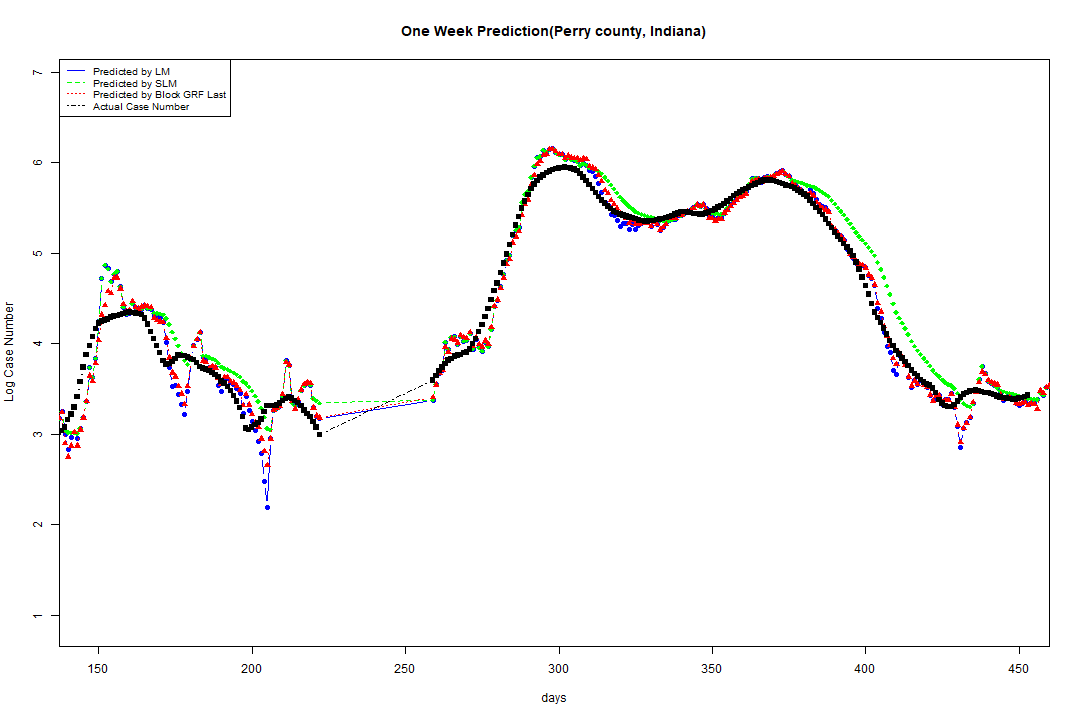 One Week Prediction(Perry county, Indiana)
Predicted by LM
Predicted by SLM
Predicted by Block GRF Last
Actual Case Number
7
6
5
4
3
2
1
Log Case Number
150 200 250 300 350 400 450
days